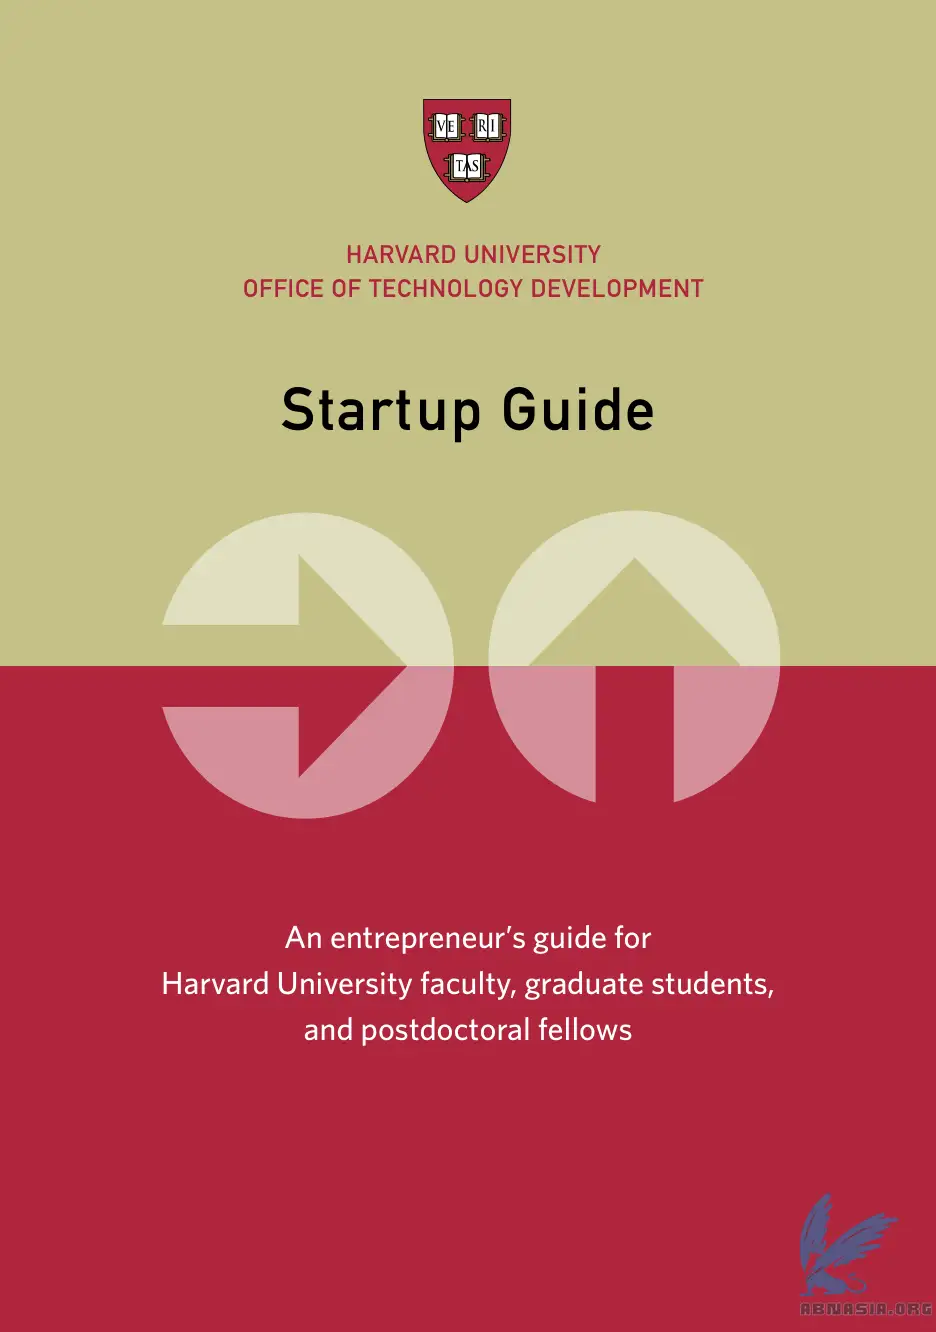 VE RI
TAS
HARVARD UNIVERSITY
OFFICE OF TECHNOLOGY DEVELOPMENT
Startup Guide
An entrepreneur’s guide for
Harvard University faculty, graduate students,
and postdoctoral fellows
ABNASIA.ORG